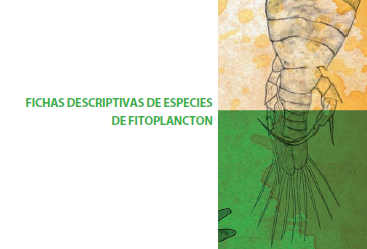 FICHAS DESCRIPTIVAS DE ESPECIES
DE FITOPLANCTON